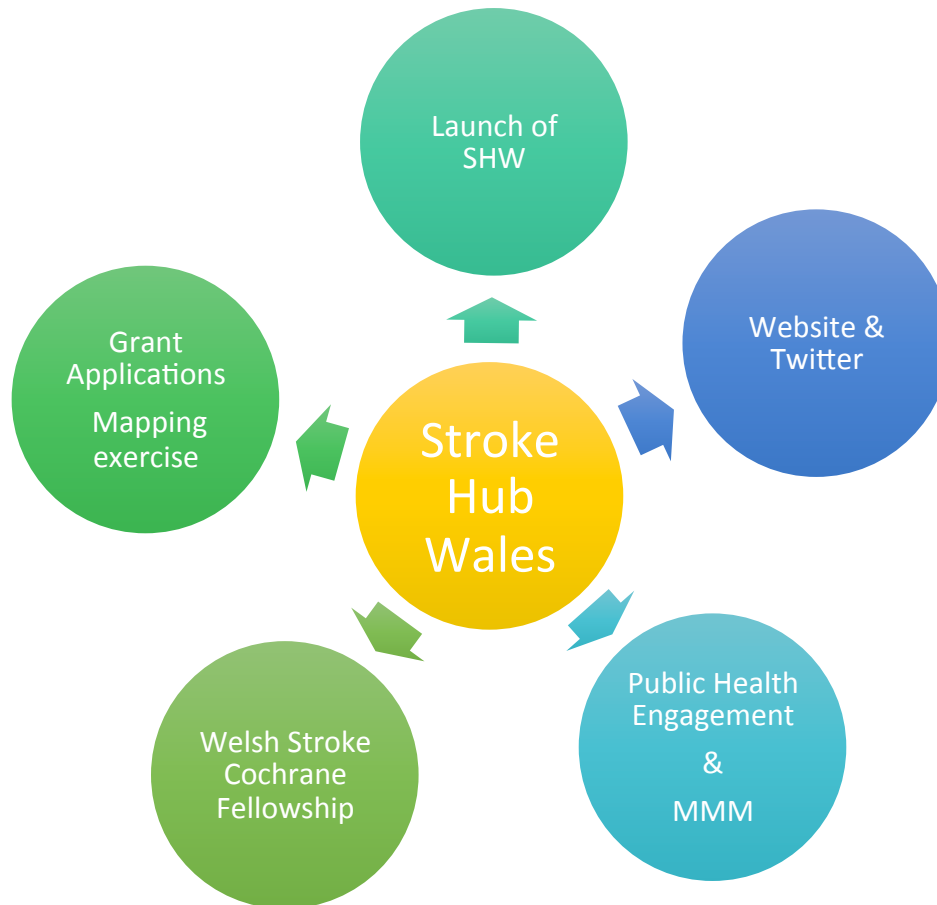 Launch of
SHW
Website &
Twitter
Grant
Applications
Mapping
exercise
Stroke
Hub
Wales
Public Health
Engagement
&
MMM
Welsh Stroke
Cochrane
Fellowship